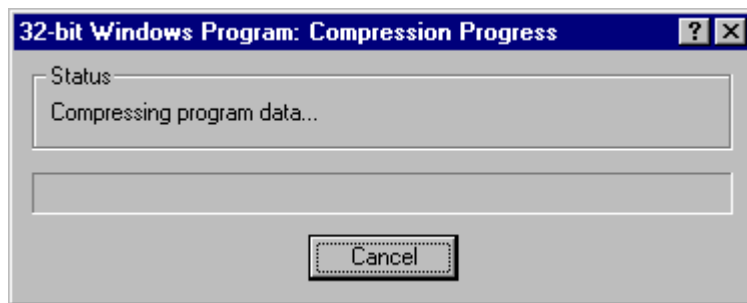 32-bit Windows Program: Compression Progress
Status
Compressing program data...
Cancel